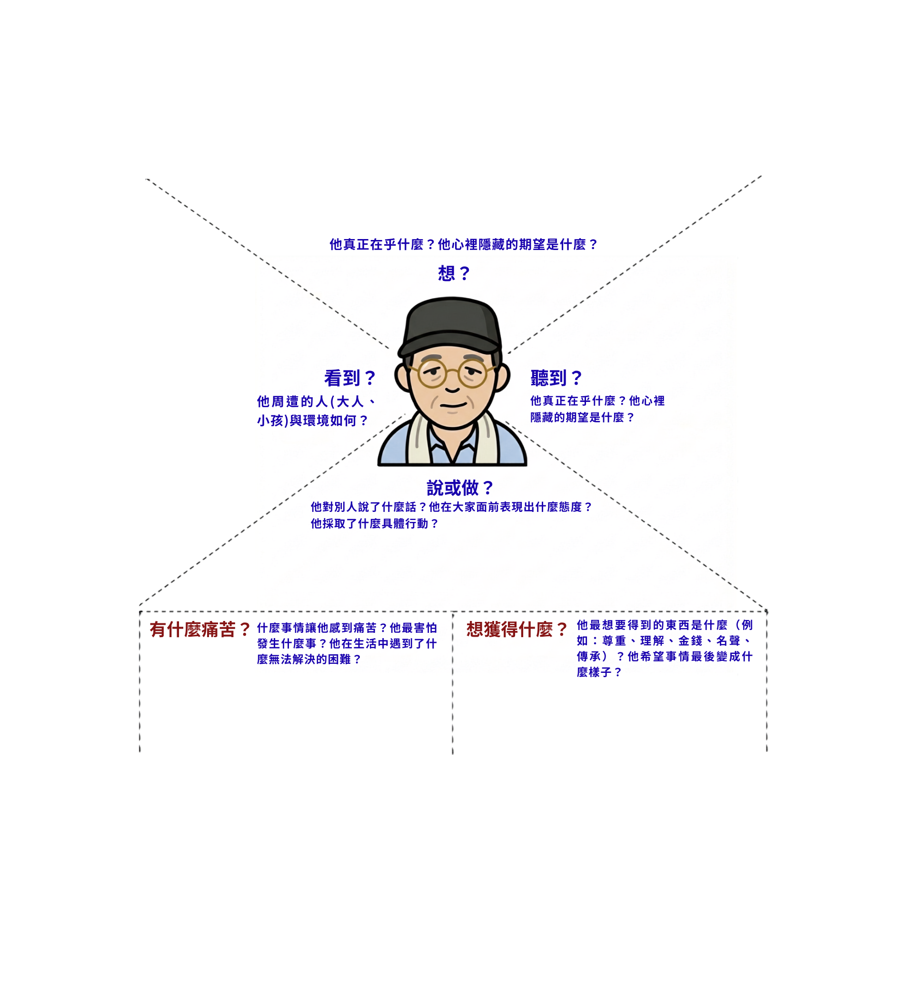 他真正在乎什麼？他心裡隱藏的期望是什麼？
想？
看到？
他周遭的人(大人、
小孩)與環境如何？
聽到？
他真正在乎什麼？他心裡
隱藏的期望是什麼？
說或做？
他對別人說了什麼話？他在大家面前表現出什麼態度？
他採取了什麼具體行動？
有什麼痛苦？
什麼事情讓他感到痛苦？他最害怕
發生什麼事？他在生活中遇到了什
麼無法解決的困難？
想獲得什麼？
他最想要得到的東西是什麼（例
如：尊重、理解、金錢、名聲、
傳承）？他希望事情最後變成什
麼樣子？